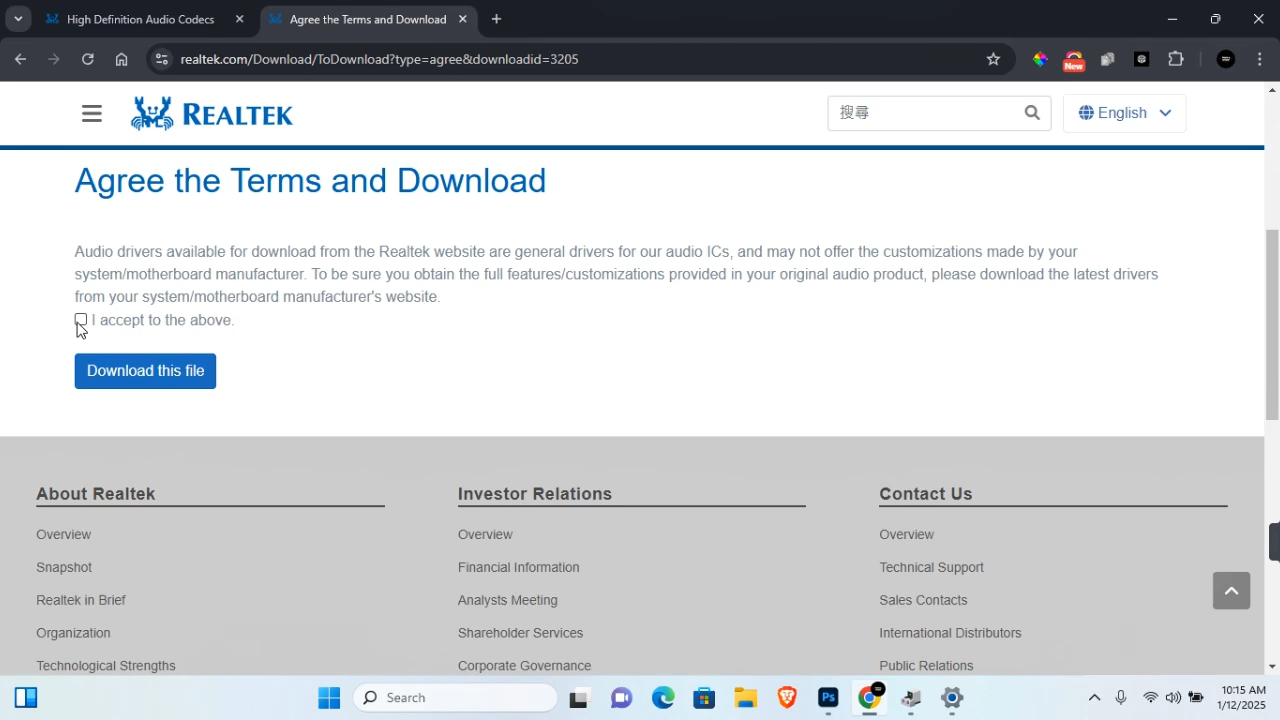 High Definition Audio Codecs
Agree the Terms and Download
realtek.com/Download/ToDownload?type=agree&downloadid=3205
New
REALTEK
搜尋
English
Agree the Terms and Download
Audio drivers available for download from the Realtek website are general drivers for our audio ICs, and may not offer the customizations made by your
system/motherboard manufacturer. To be sure you obtain the full features/customizations provided in your original audio product, please download the latest drivers
from your system/motherboard manufacturer's website.
I accept to the above.
Download this file
About Realtek
Investor Relations
Contact Us
Overview
Overview
Overview
Snapshot
Financial Information
Technical Support
Realtek in Brief
Analysts Meeting
Sales Contacts
Organization
Shareholder Services
International Distributors
Technological Strengths
Corporate Governance
Public Relations
Search
Ps
10:15 AM
1/12/2025